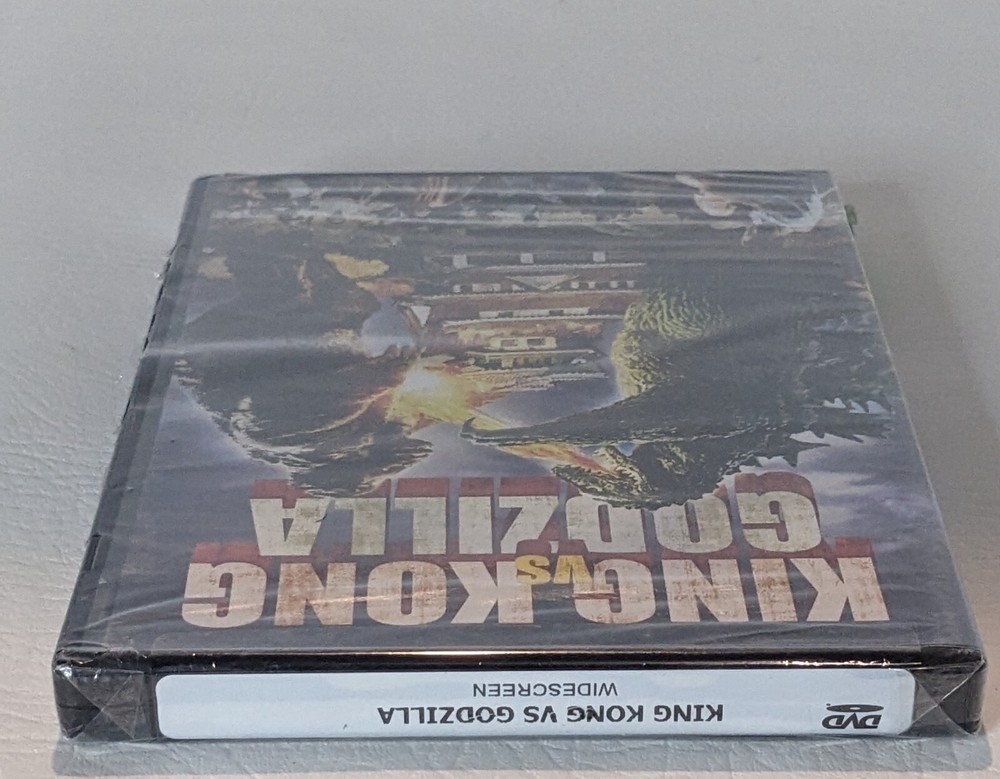 KING KONG
VS
GODZILLA
KING KONG VS GODZILLA
WIDESCREEN
DVD